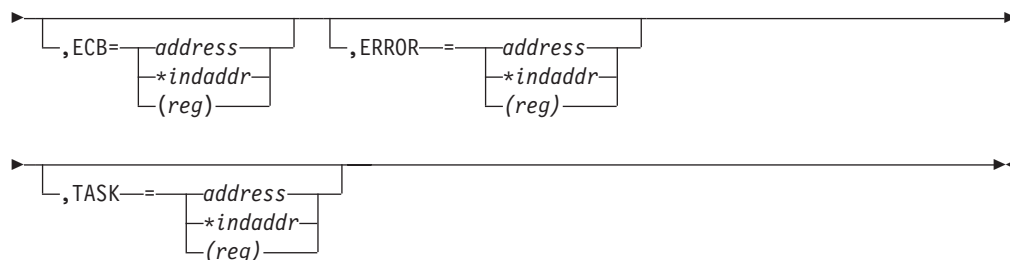 ,ECB= address ,ERROR = address
*indaddr *indaddr
(reg) (reg)
,TASK = address
*indaddr
(reg)